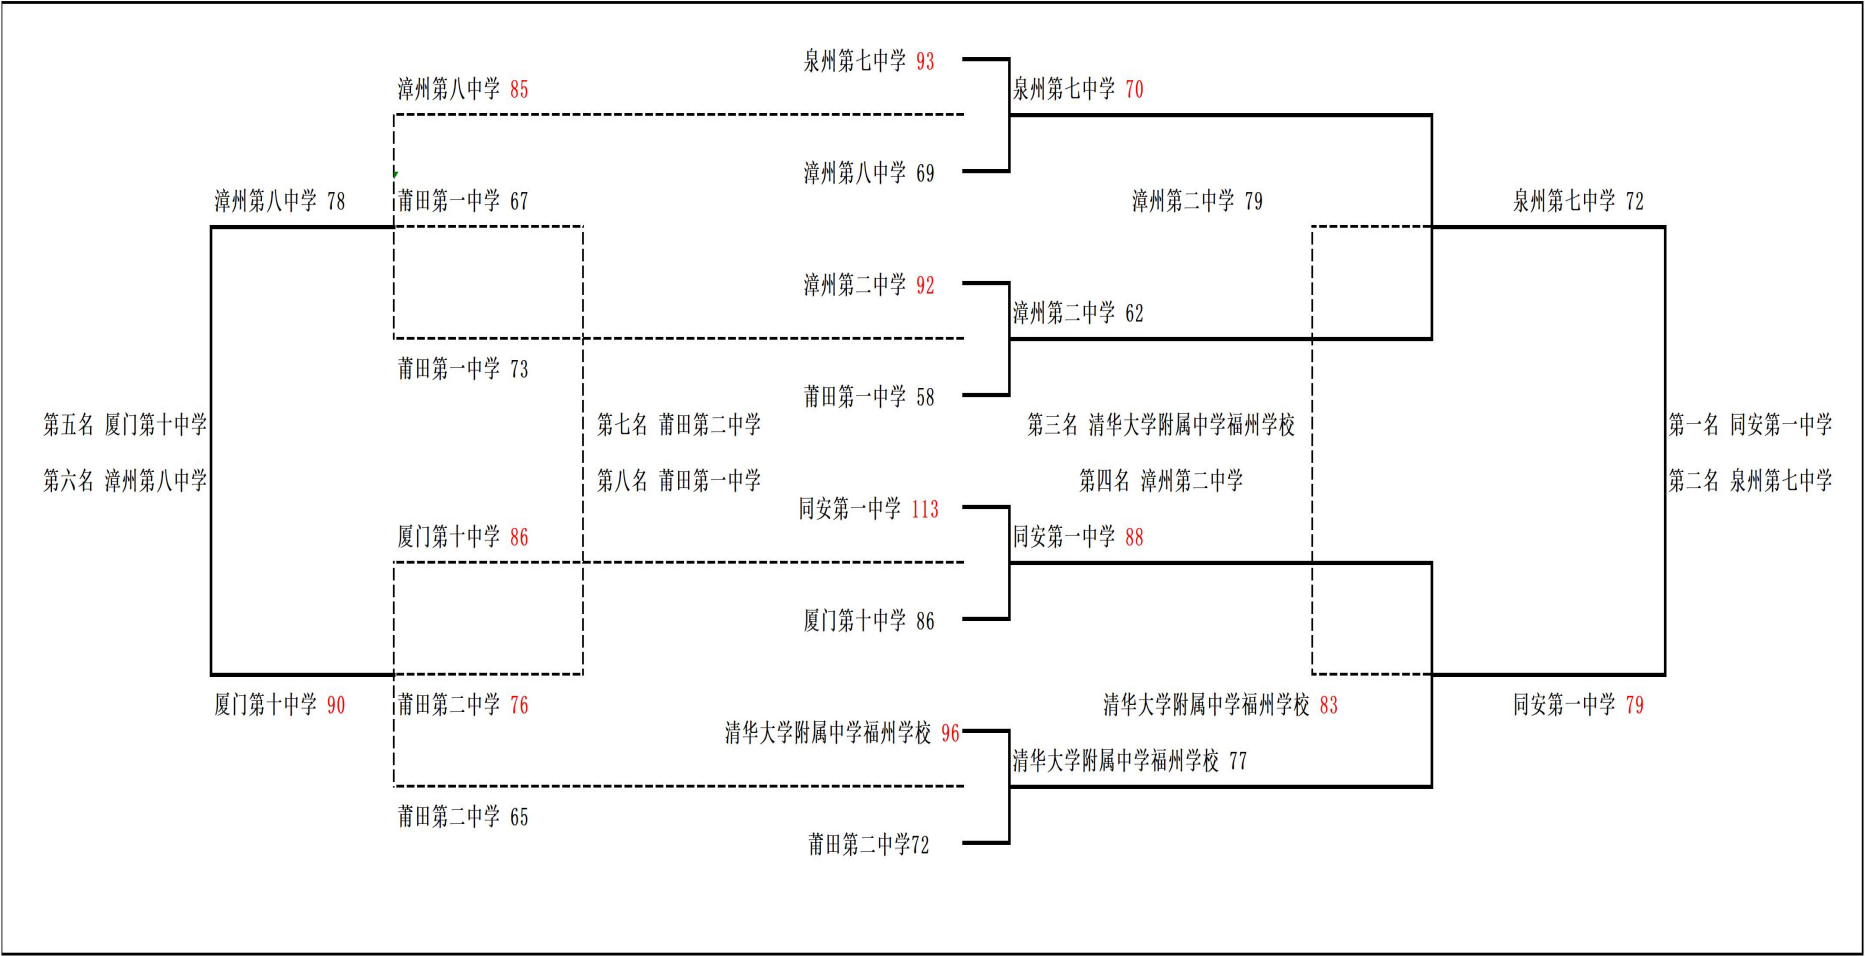 泉州第七中学 93
漳州第八中学 85
泉州第七中学 70
漳州第八中学 69
漳州第八中学 78
莆田第一中学 67
漳州第二中学 79
泉州第七中学 72
漳州第二中学 92
漳州第二中学 62
莆田第一中学 73
莆田第一中学 58
第五名 厦门第十中学
第七名 莆田第二中学
第三名 清华大学附属中学福州学校
第一名 同安第一中学
第六名 漳州第八中学
第八名 莆田第一中学
第四名 漳州第二中学
第二名 泉州第七中学
同安第一中学 113
厦门第十中学 86
同安第一中学 88
厦门第十中学 86
厦门第十中学 90
莆田第二中学 76
清华大学附属中学福州学校 83
同安第一中学 79
清华大学附属中学福州学校 96
清华大学附属中学福州学校 77
莆田第二中学 65
莆田第二中学72